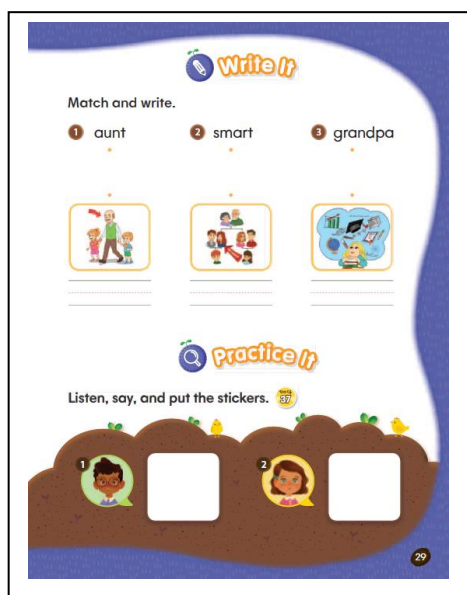 Write It
Match and write.
1 aunt 2 smart 3 grandpa
Practice It
Listen, say, and put the stickers. 37
1 2
29